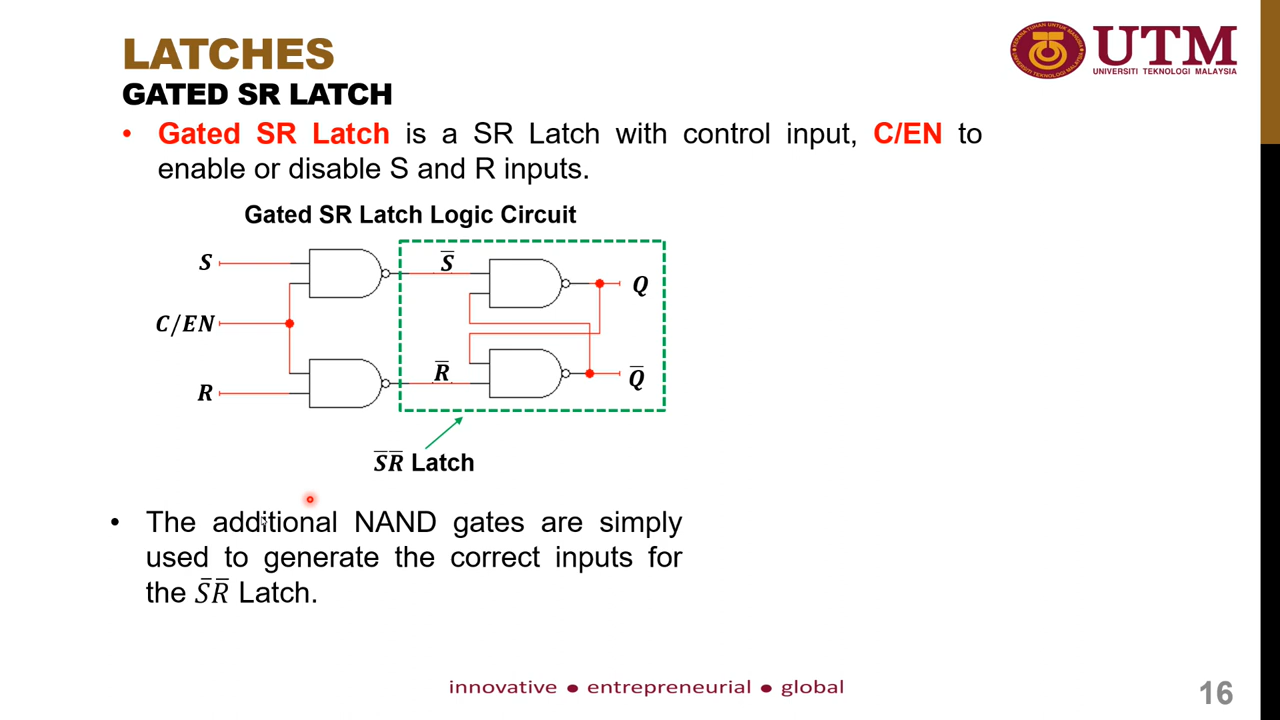 LATCHES
UTM
UNIVERSITI TEKNOLOGI MALAYSIA
GATED SR LATCH
• Gated SR Latch is a SR Latch with control input, C/EN to
enable or disable S and R inputs.
Gated SR Latch Logic Circuit
S
S̅
Q
C/EN
R̅
Q̅
R
S̅R̅ Latch
• The additional NAND gates are simply
used to generate the correct inputs for
the S̅R̅ Latch.
innovative ● entrepreneurial ● global
16